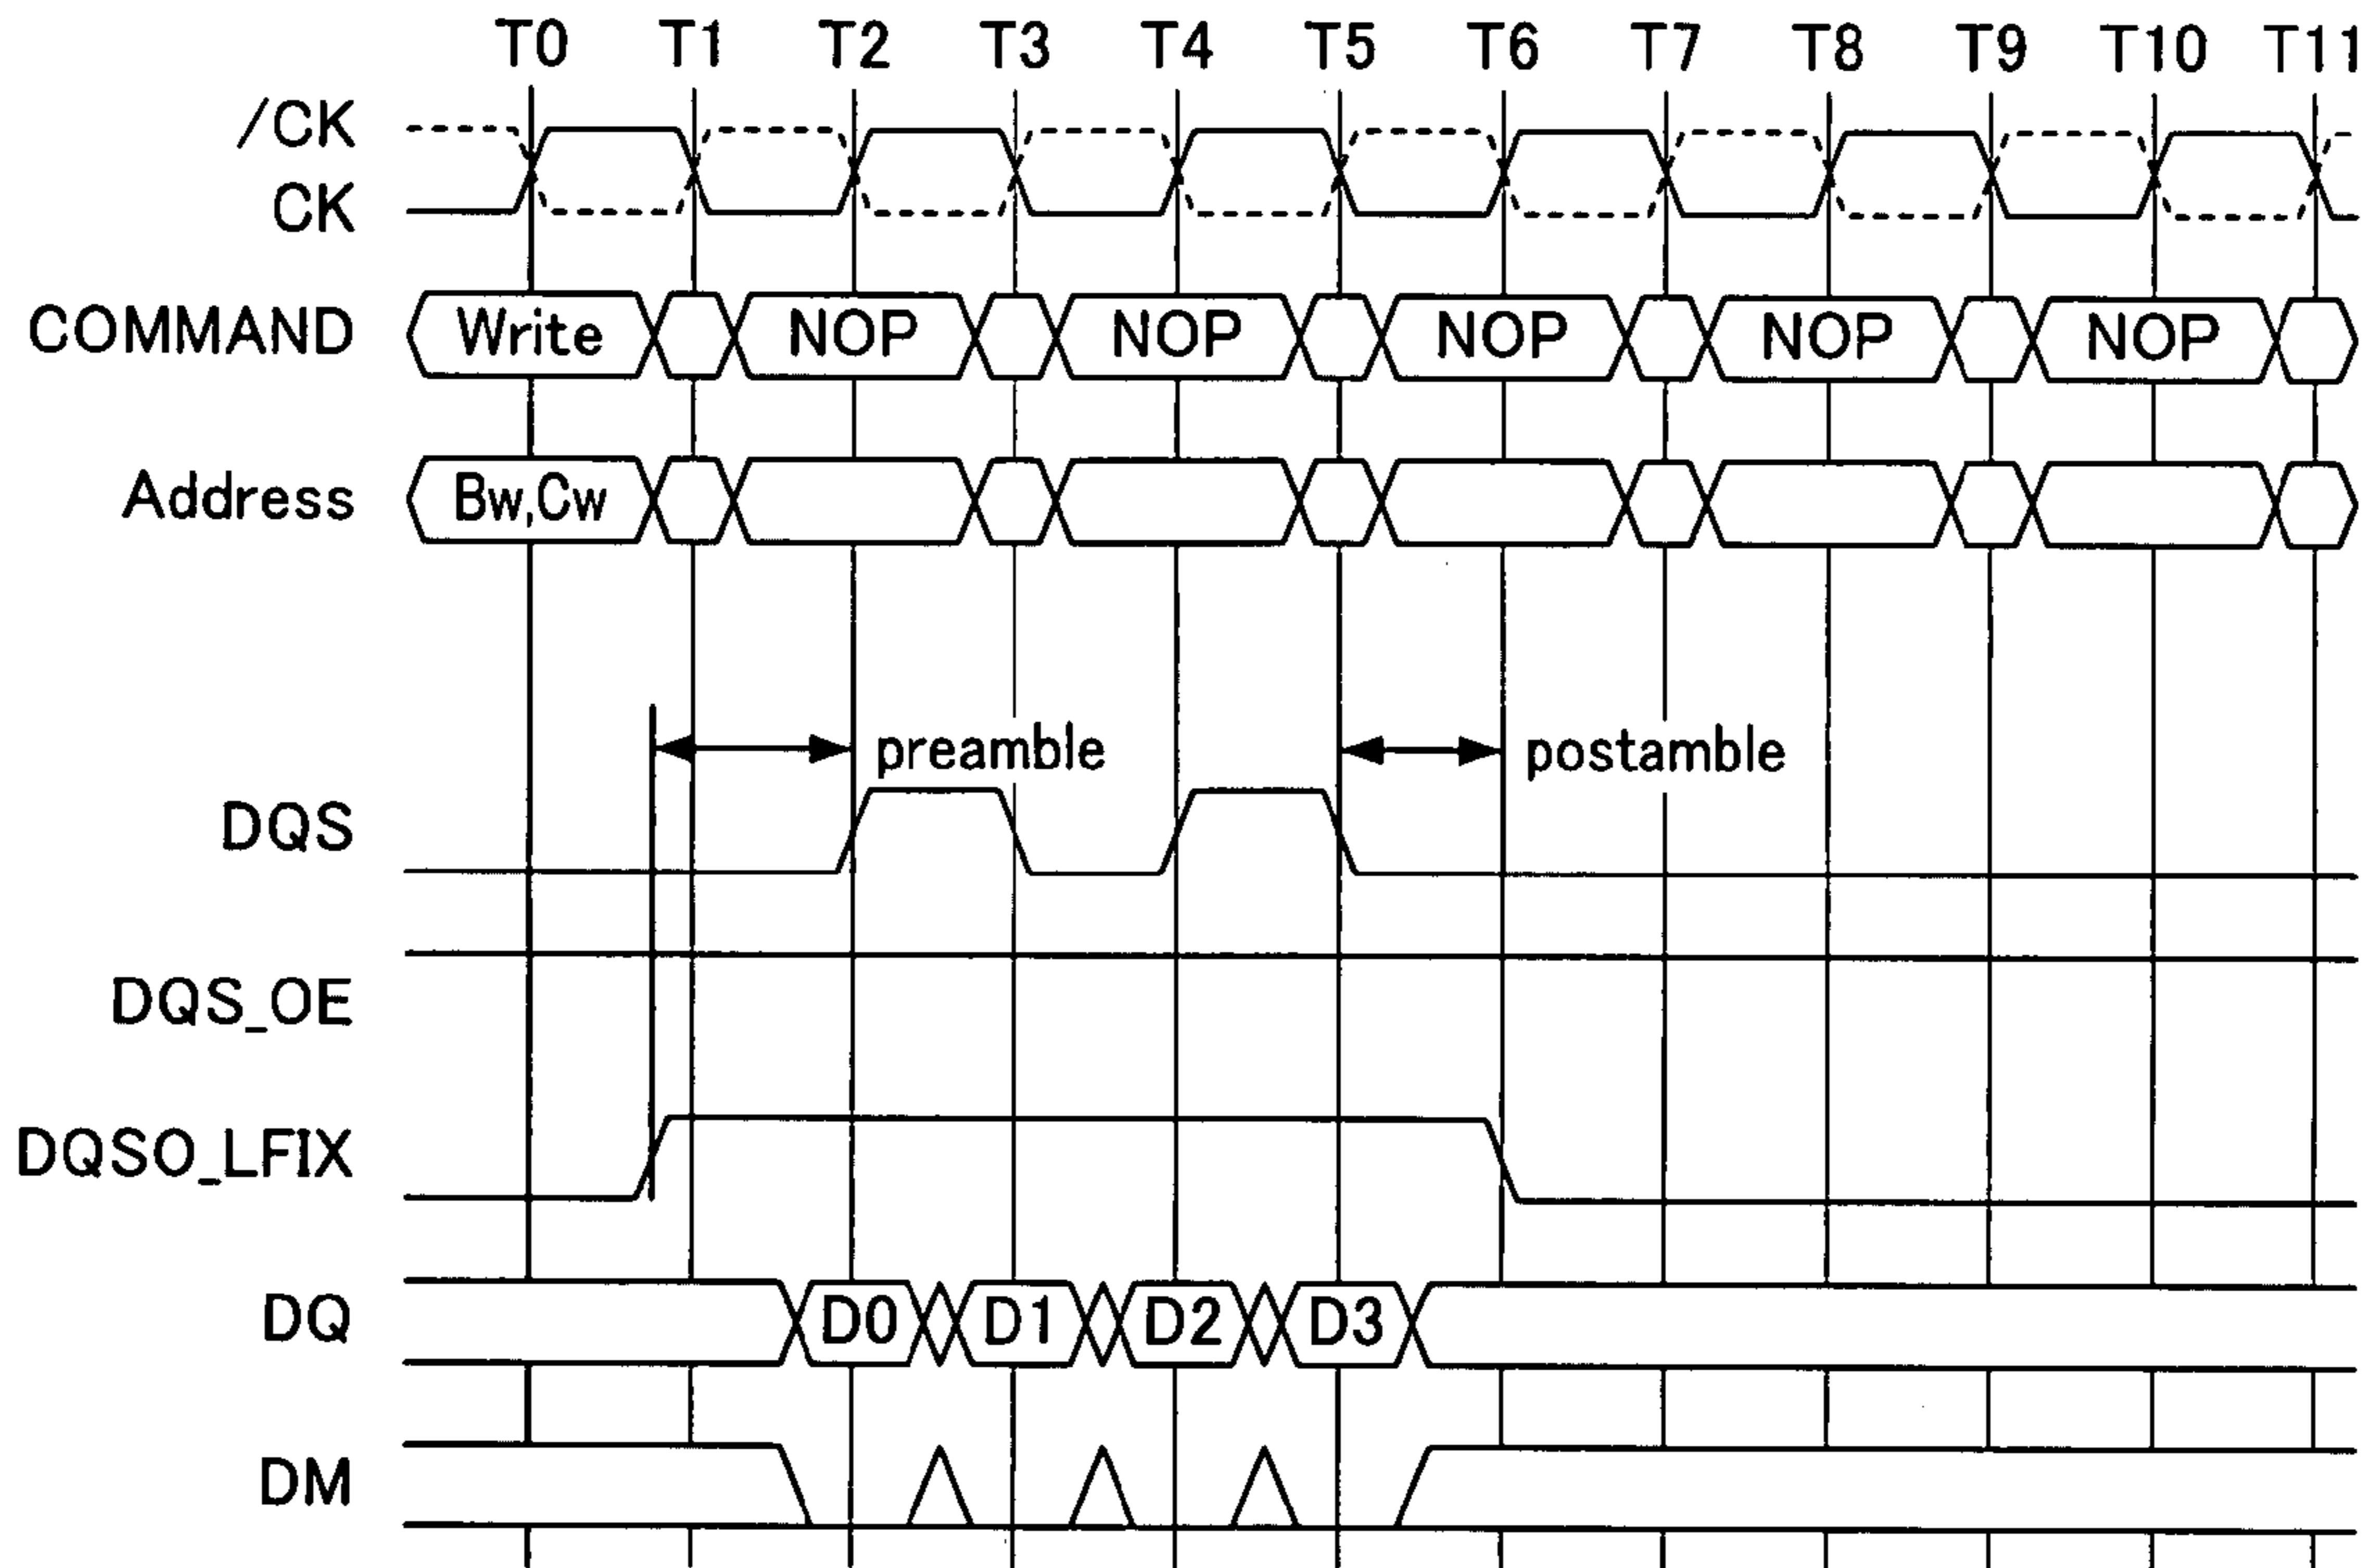 T0 T1 T2 T3 T4 T5 T6 T7 T8 T9 T10 T11
/CK
CK
COMMAND Write NOP NOP NOP NOP NOP
Address Bw,Cw
preamble postamble
DQS
DQS_OE
DQSO_LFIX
DQ D0 D1 D2 D3
DM